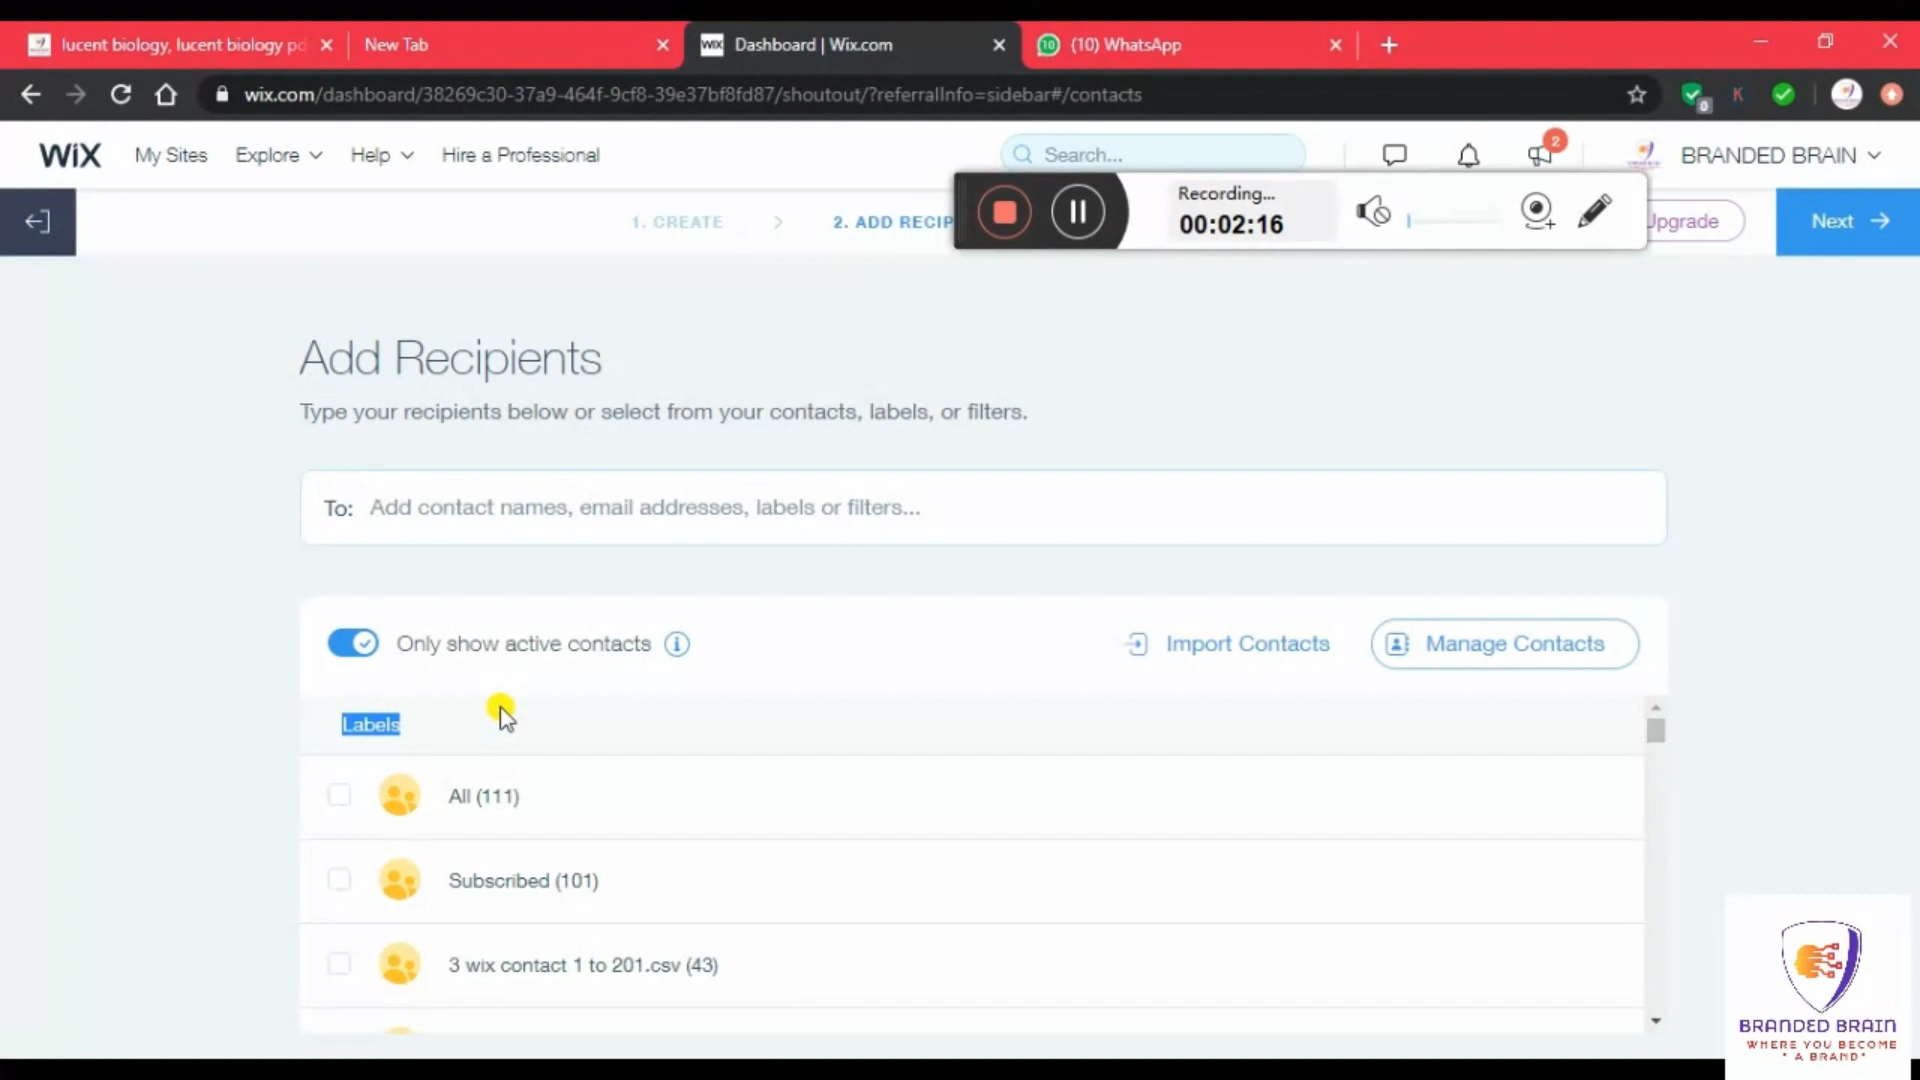 lucent biology, lucent biology pd
New Tab
Dashboard | Wix.com
(10) WhatsApp
wix.com/dashboard/38269c30-37a9-464f-9cf8-39e37bf8fd87/shoutout/?referralInfo=sidebar#/contacts
0
K
WiX
My Sites
Explore
Help
Hire a Professional
Search...
2
BRANDED BRAIN
1. CREATE
2. ADD RECIP
Recording...
00:02:16
Upgrade
Next
Add Recipients
Type your recipients below or select from your contacts, labels, or filters.
To: Add contact names, email addresses, labels or filters...
Only show active contacts
Import Contacts
Manage Contacts
Labels
All (111)
Subscribed (101)
3 wix contact 1 to 201.csv (43)
BRANDED BRAIN
WHERE YOU BECOME
" A BRAND"